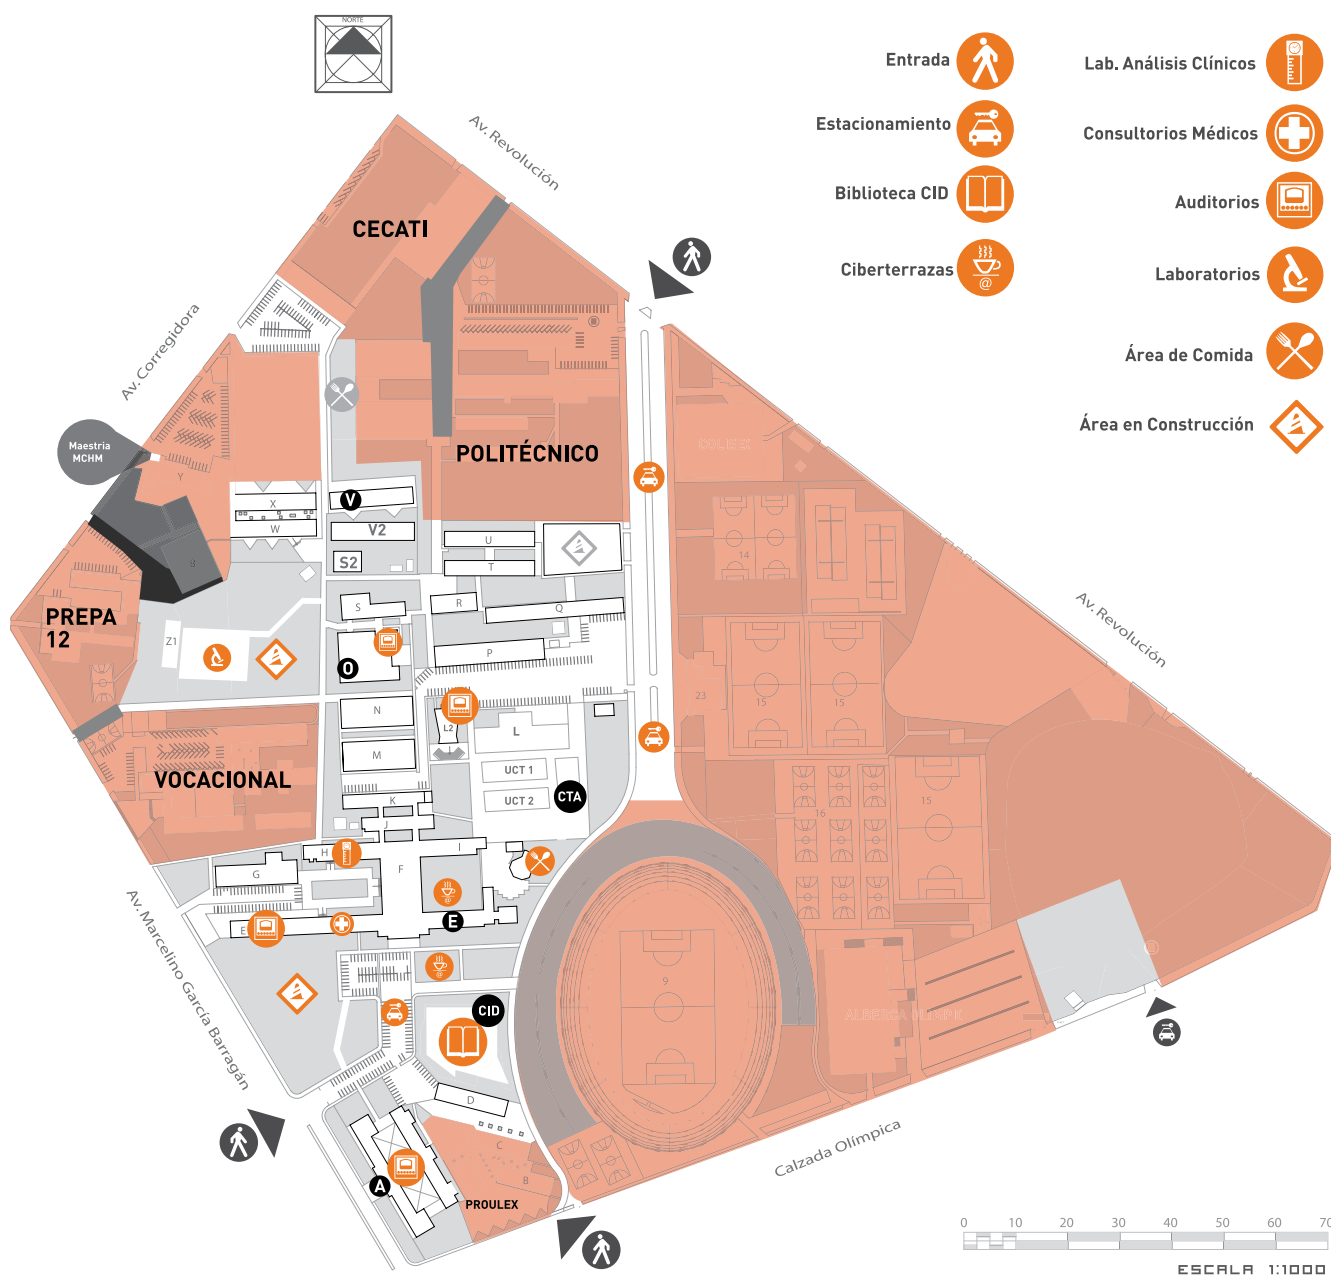 NORTE
Entrada
Estacionamiento
Biblioteca CID
Ciberterrazas
@
Lab. Análisis Clínicos
Consultorios Médicos
Auditorios
Laboratorios
Área de Comida
Área en Construcción
Av. Revolución
CECATI
Av. Corregidora
Maestria
MCHM
POLITÉCNICO
Y
X
W
V
V2
S2
U
T
14
PREPA
12
S
R
Q
Z1
O
P
N
L2
L
M
23
15
15
Av. Revolución
VOCACIONAL
UCT 1
UCT 2
CTA
K
J
16
15
H
I
G
F
@
E
E
Av. Marcelino García Barragán
@
9
CID
ALBERCA
D
C
A
B
PROULEX
Calzada Olímpica
0 10 20 30 40 50 60 70
ESCALA 1:1000